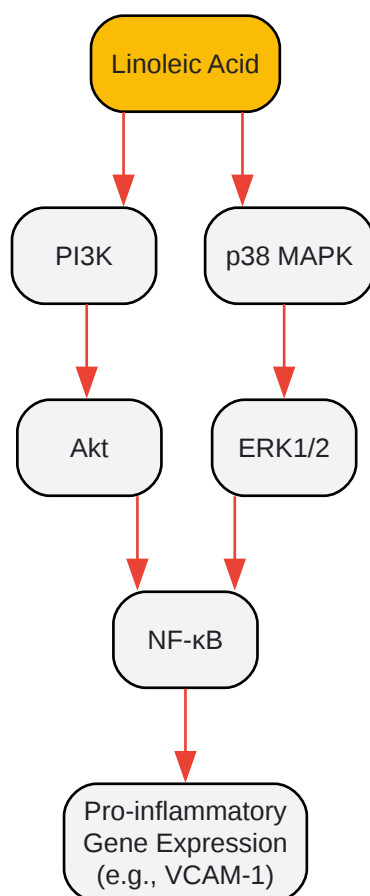 Linoleic Acid
PI3K
p38 MAPK
Akt
ERK1/2
NF-κB
Pro-inflammatory
Gene Expression
(e.g., VCAM-1)